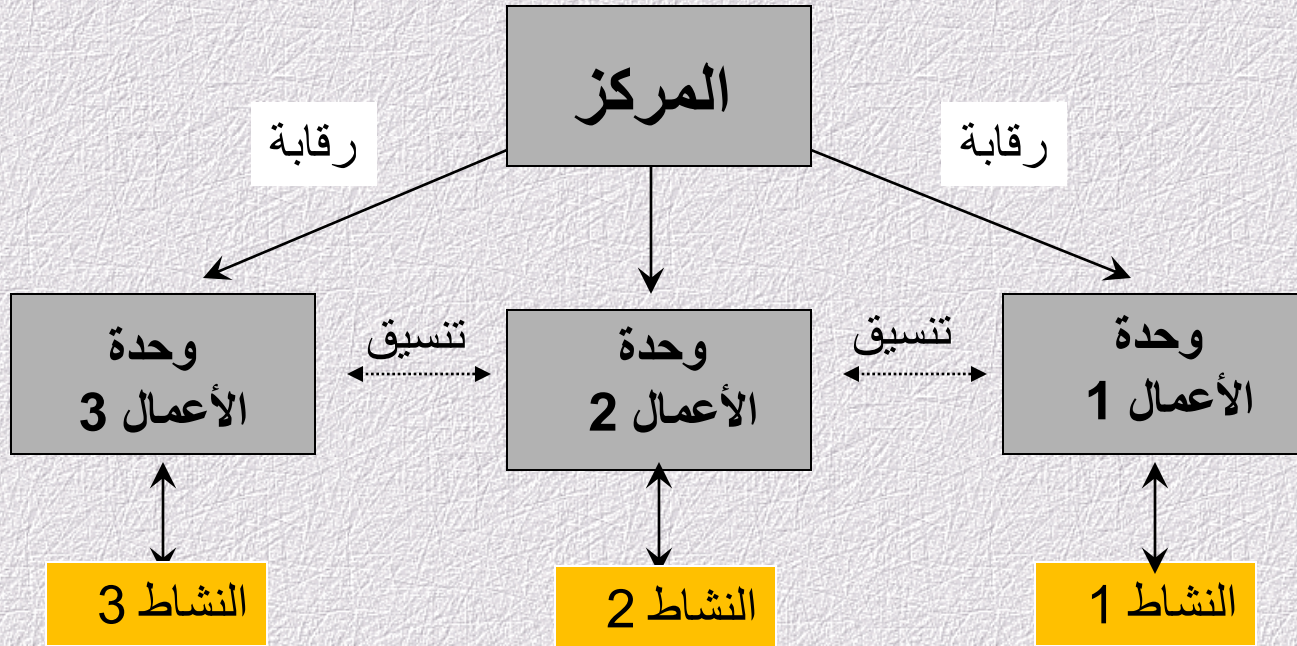 المركز
رقابة
رقابة
وحدة
الأعمال 1
تنسيق
وحدة
الأعمال 2
تنسيق
وحدة
الأعمال 3
النشاط 1
النشاط 2
النشاط 3